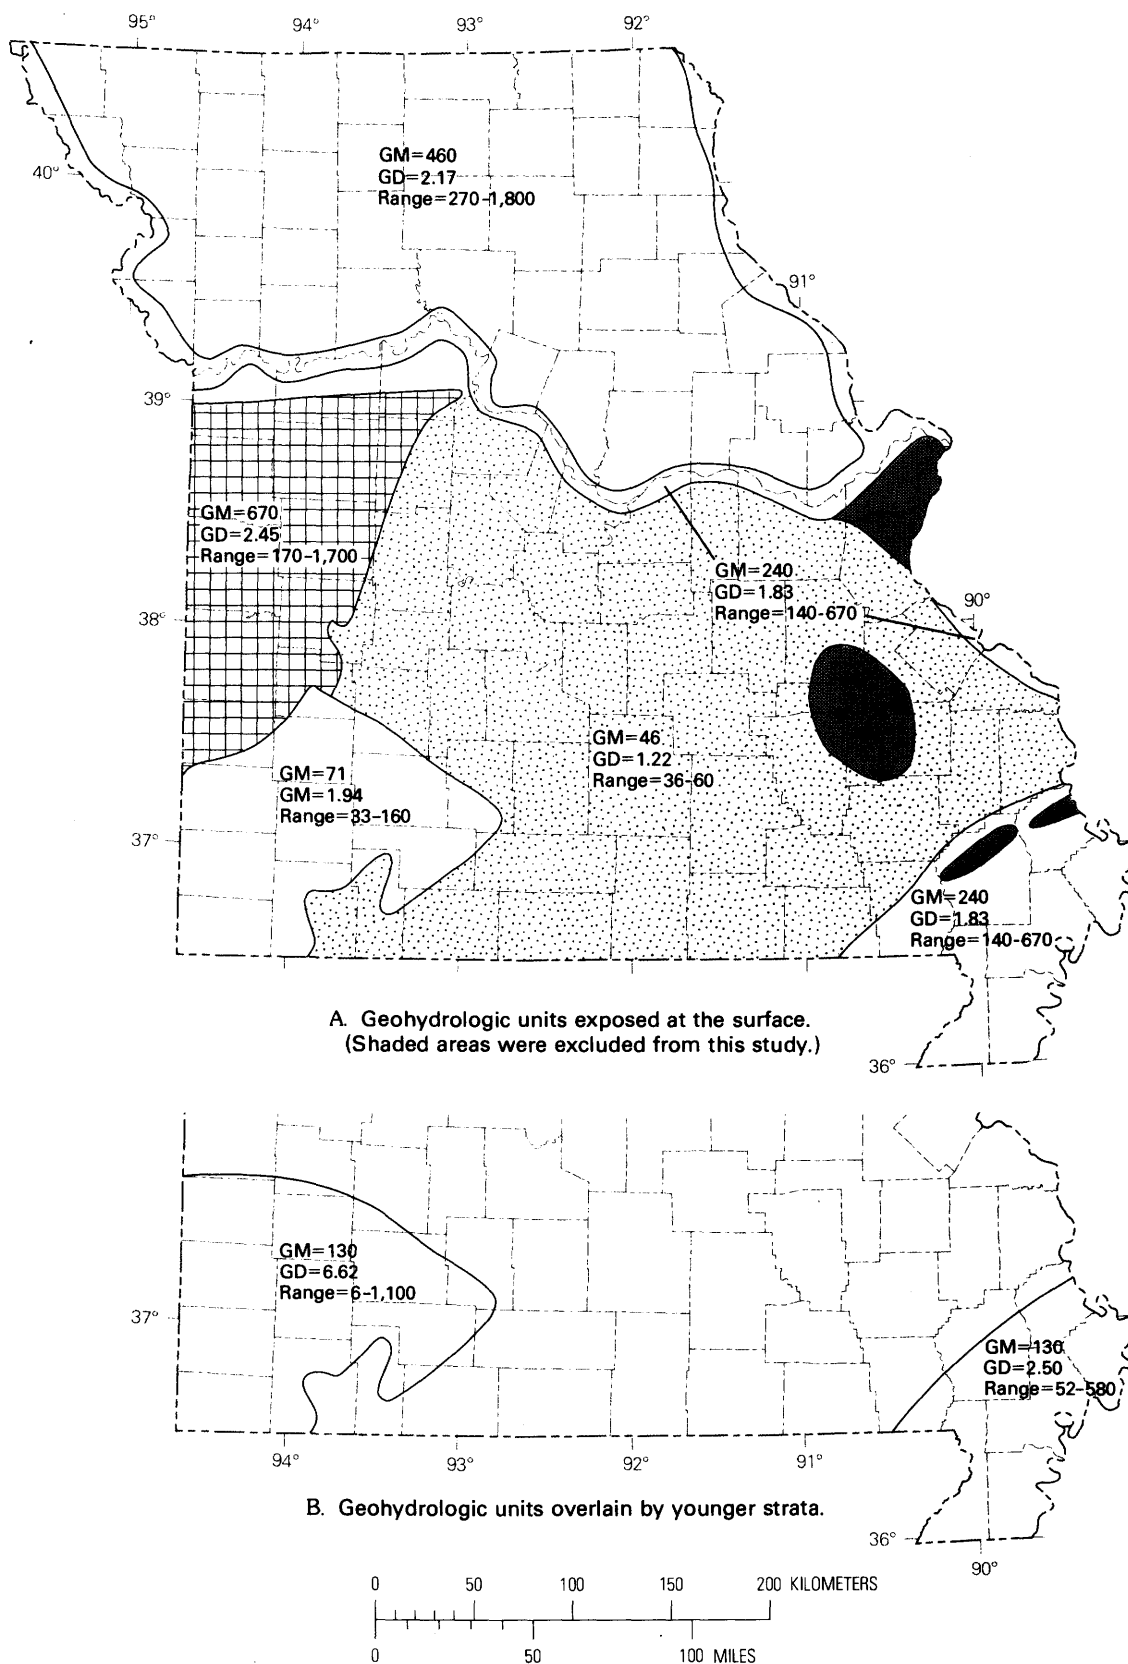 95° 94° 93° 92°
GM=460
GD=2.17
Range=270-1,800
40°
91°
39°
GM=670
GD=2.45
Range=170-1,700
GM=240
GD=1.83
Range=140-670
90°
38°
GM=46
GD=1.22
Range=36-60
GM=71
GM=1.94
Range=33-160
37°
GM=240
GD=1.83
Range=140-670
A. Geohydrologic units exposed at the surface.
(Shaded areas were excluded from this study.)
36°
GM=130
GD=6.62
Range=6-1,100
37°
GM=130
GD=2.50
Range=52-580
94° 93° 92° 91°
B. Geohydrologic units overlain by younger strata.
36°
90°
0 50 100 150 200 KILOMETERS
0 50 100 MILES